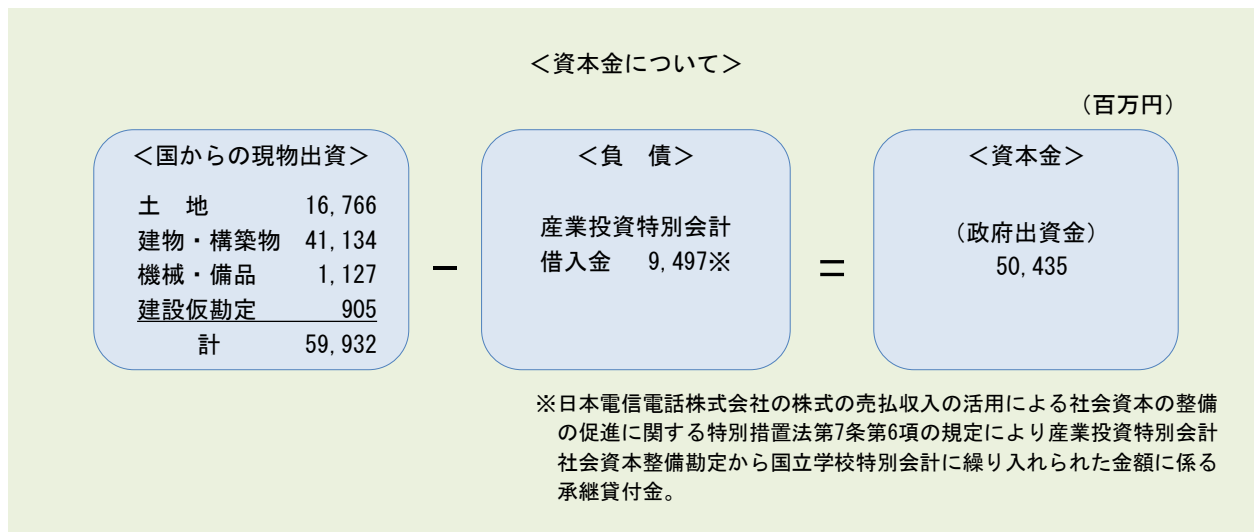 ＜資本金について＞
（百万円）
＜国からの現物出資＞
土　地　16,766
建物・構築物　41,134
機械・備品　1,127
建設仮勘定　905
計　59,932
－
＜負　債＞
産業投資特別会計
借入金　9,497※
＝
＜資本金＞
（政府出資金）
50,435
※日本電信電話株式会社の株式の売払収入の活用による社会資本の整備
の促進に関する特別措置法第7条第6項の規定により産業投資特別会計
社会資本整備勘定から国立学校特別会計に繰り入れられた金額に係る
承継貸付金。